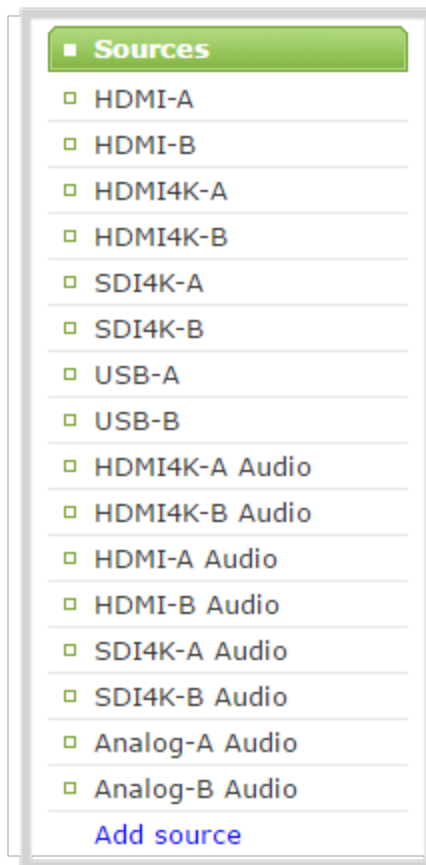 Sources
HDMI-A
HDMI-B
HDMI4K-A
HDMI4K-B
SDI4K-A
SDI4K-B
USB-A
USB-B
HDMI4K-A Audio
HDMI4K-B Audio
HDMI-A Audio
HDMI-B Audio
SDI4K-A Audio
SDI4K-B Audio
Analog-A Audio
Analog-B Audio
Add source